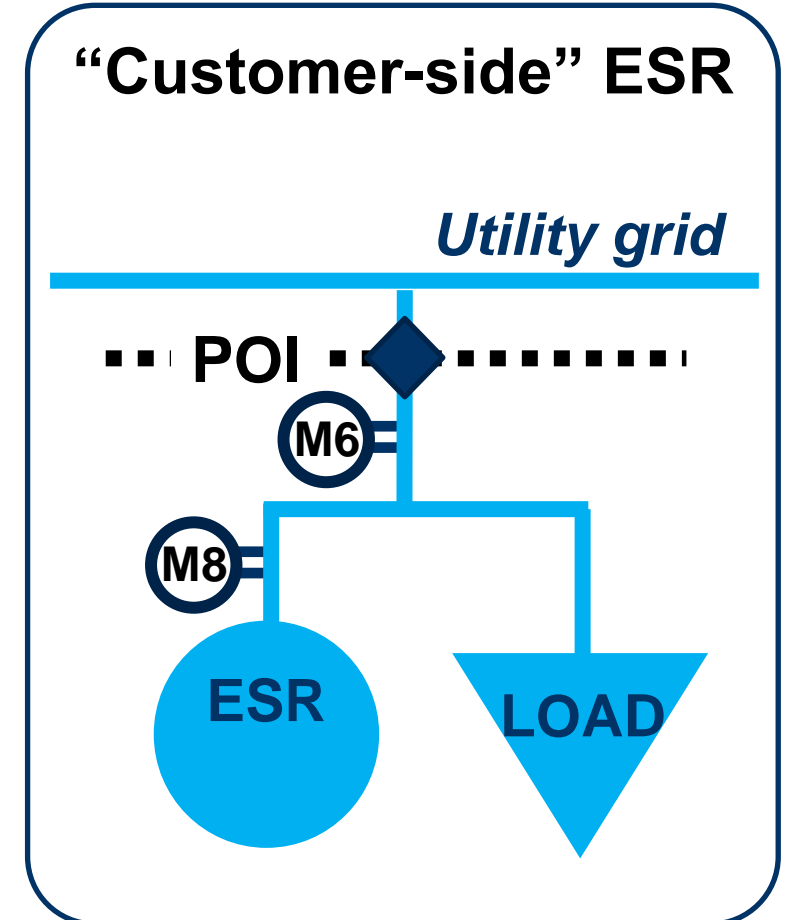 “Customer-side” ESR
Utility grid
POI
M6
M8
ESR
LOAD